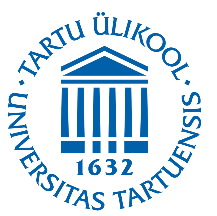 TARTU ÜLIKOOL
1632
UNIVERSITAS TARTUENSIS